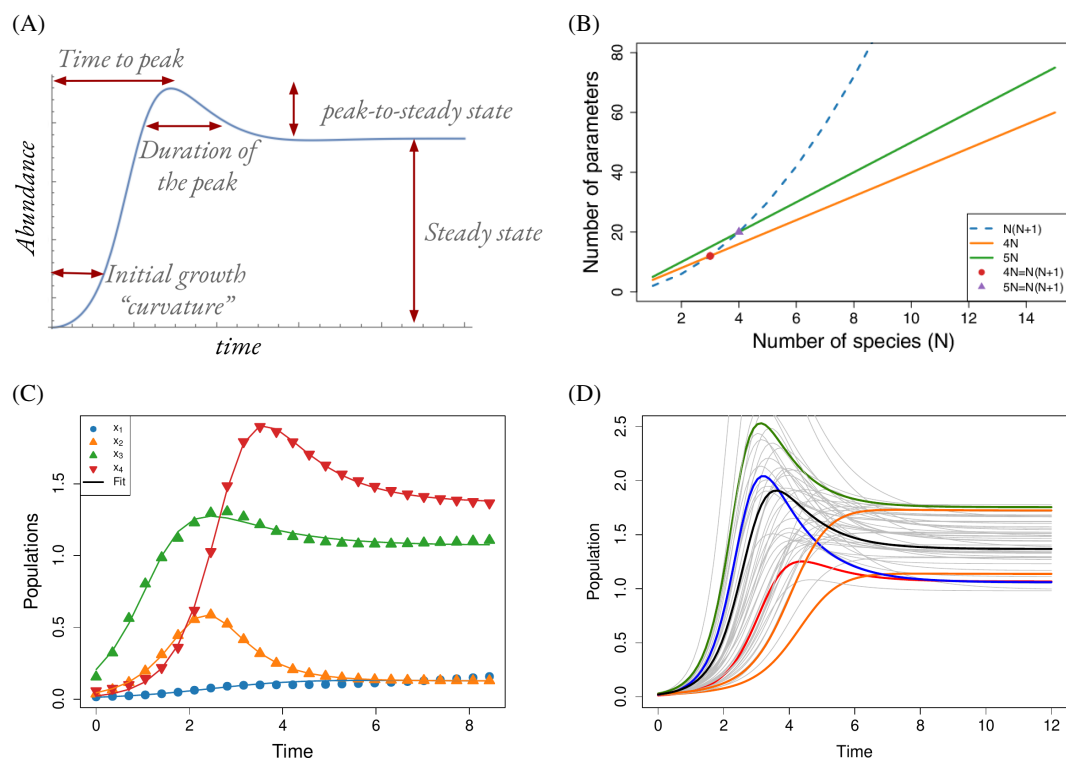 (A)
Time to peak
peak-to-steady state
Duration of
the peak
Abundance
Steady state
Initial growth
“curvature”
time
(B)
80
60
40
20
0
Number of parameters
N(N+1)
4N
5N
4N=N(N+1)
5N=N(N+1)
2 4 6 8 10 12 14
Number of species (N)
(C)
x1
x2
x3
x4
Fit
1.5
1.0
0.5
0.0
Populations
0 2 4 6 8
Time
(D)
2.5
2.0
1.5
1.0
0.5
0.0
Population
0 2 4 6 8 10 12
Time